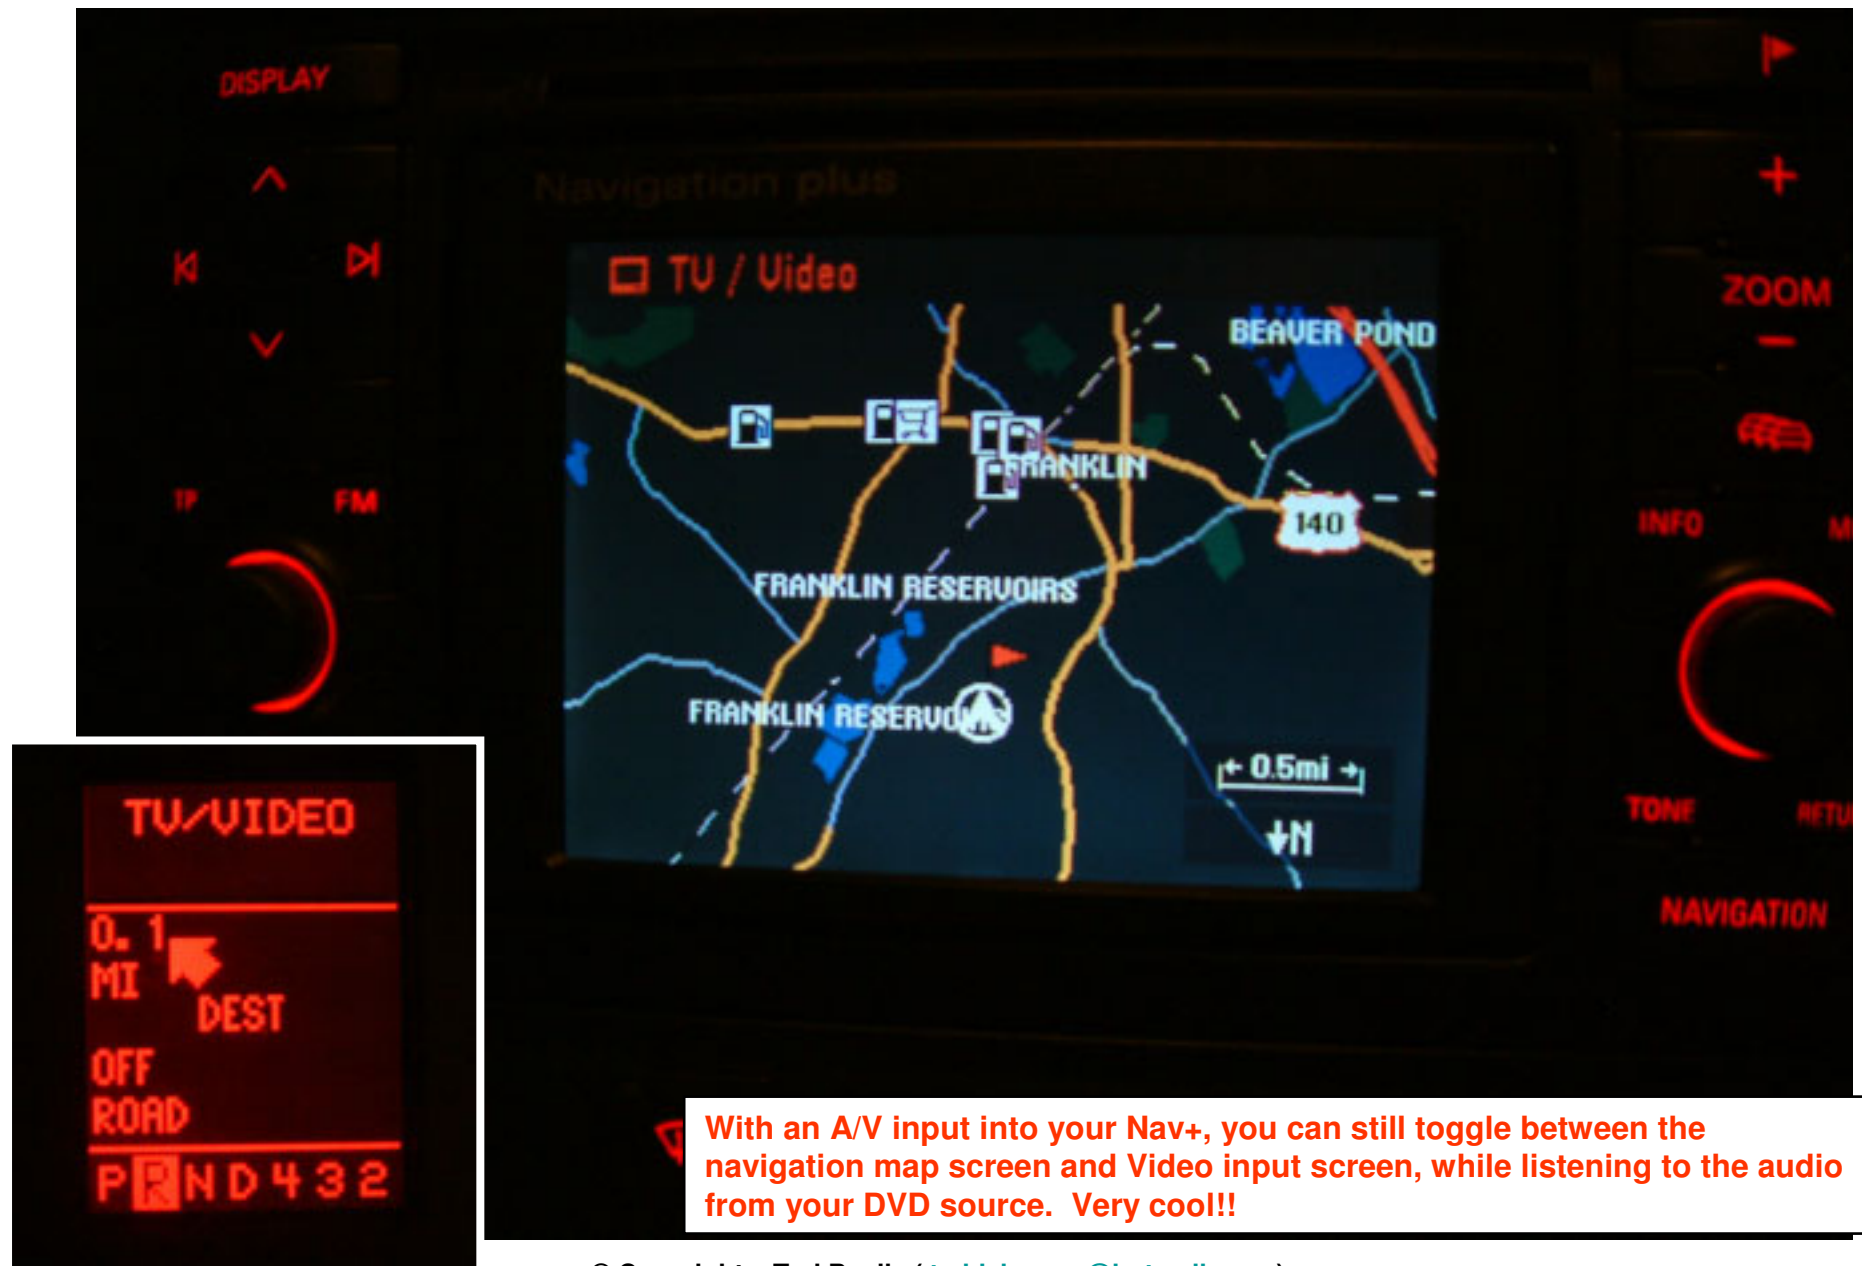 DISPLAY
Navigation plus
TV / Video
BEAVER POND
FRANKLIN
140
FRANKLIN RESERVOIRS
FRANKLIN RESERVOIRS
0.5mi
N
TP
FM
ZOOM
INFO
TONE
NAVIGATION
TV/VIDEO
0. 1
MI
DEST
OFF
ROAD
P R N D 4 3 2
With an A/V input into your Nav+, you can still toggle between the
navigation map screen and Video input screen, while listening to the audio
from your DVD source. Very cool!!